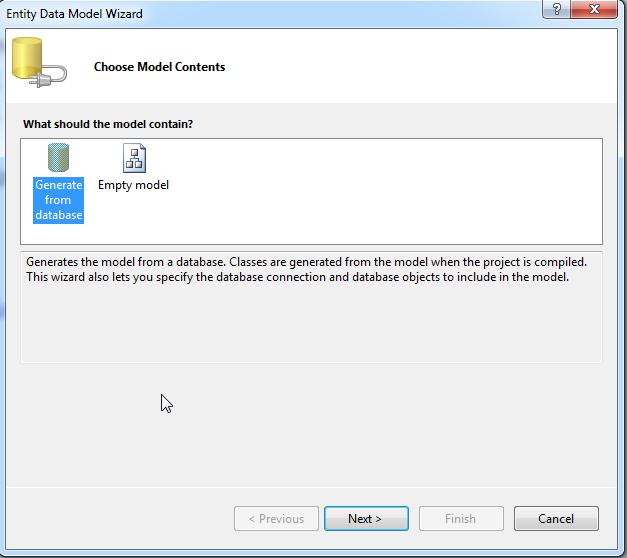 Entity Data Model Wizard
?
Choose Model Contents
What should the model contain?
Generate
from
database
Empty model
Generates the model from a database. Classes are generated from the model when the project is compiled.
This wizard also lets you specify the database connection and database objects to include in the model.
< Previous
Next >
Finish
Cancel